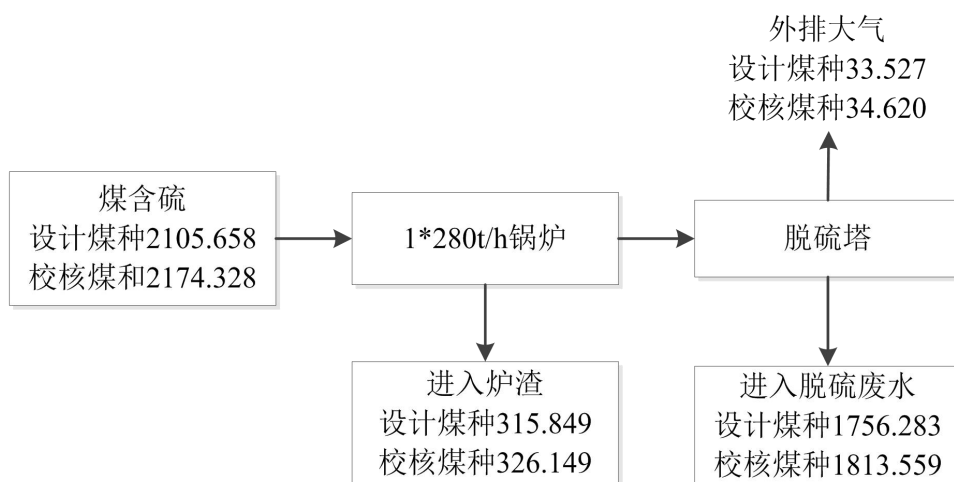 外排大气
设计煤种33.527
校核煤种34.620
煤含硫
设计煤种2105.658
校核煤和2174.328
1*280t/h锅炉
脱硫塔
进入炉渣
设计煤种315.849
校核煤种326.149
进入脱硫废水
设计煤种1756.283
校核煤种1813.559